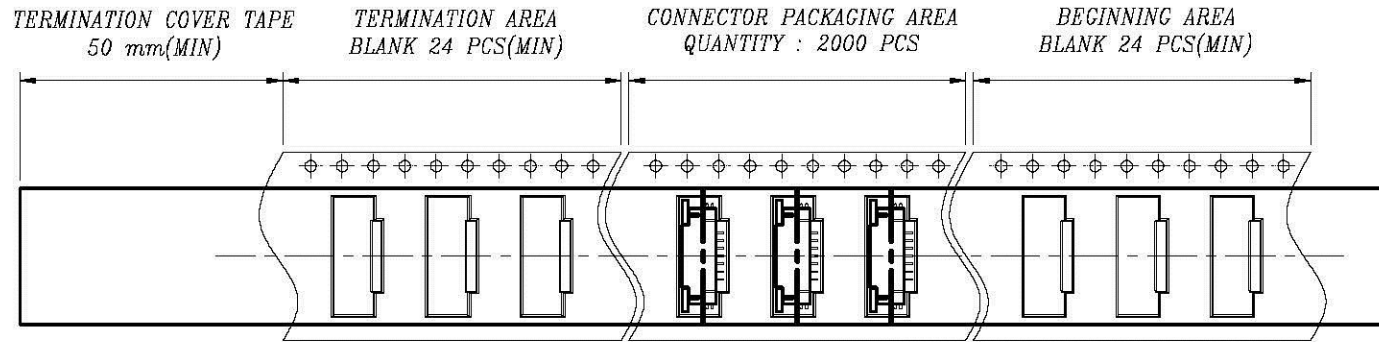 TERMINATION COVER TAPE
50 mm(MIN)
TERMINATION AREA
BLANK 24 PCS(MIN)
CONNECTOR PACKAGING AREA
QUANTITY : 2000 PCS
BEGINNING AREA
BLANK 24 PCS(MIN)